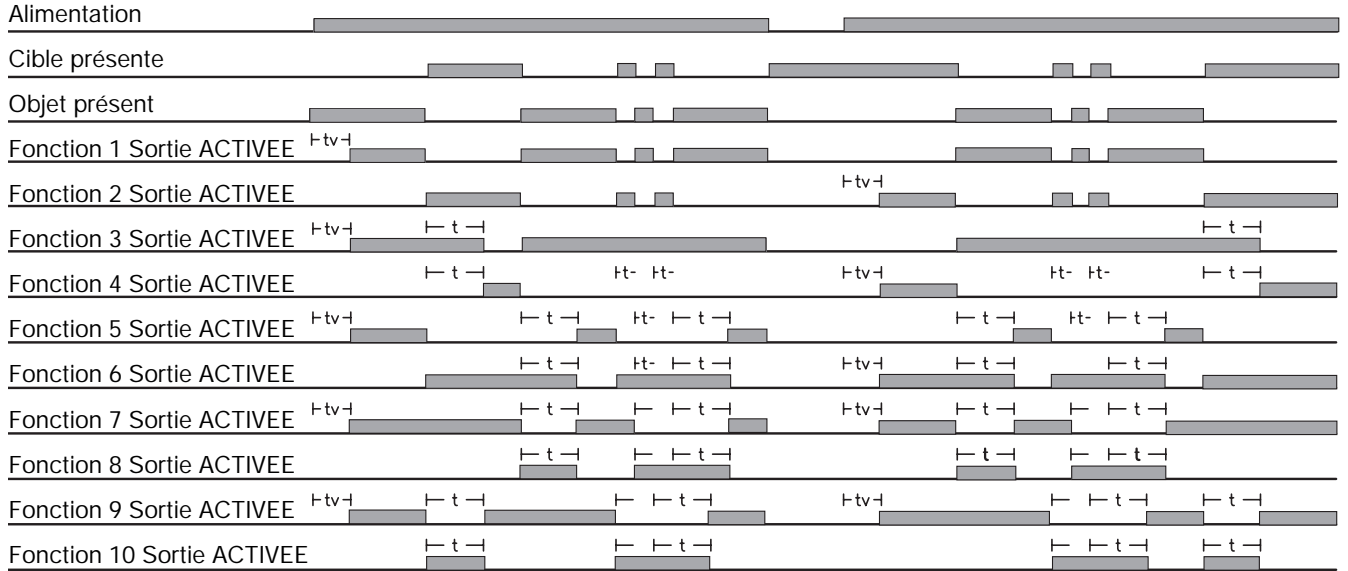 Alimentation
Cible présente
Objet présent
Fonction 1 Sortie ACTIVEE tv
Fonction 2 Sortie ACTIVEE tv
Fonction 3 Sortie ACTIVEE tv t t
Fonction 4 Sortie ACTIVEE t t t tv t t t
Fonction 5 Sortie ACTIVEE tv t t t t t t
Fonction 6 Sortie ACTIVEE t t t tv t t
Fonction 7 Sortie ACTIVEE tv t t tv t t
Fonction 8 Sortie ACTIVEE t t t t
Fonction 9 Sortie ACTIVEE tv t t tv t t
Fonction 10 Sortie ACTIVEE t t t t